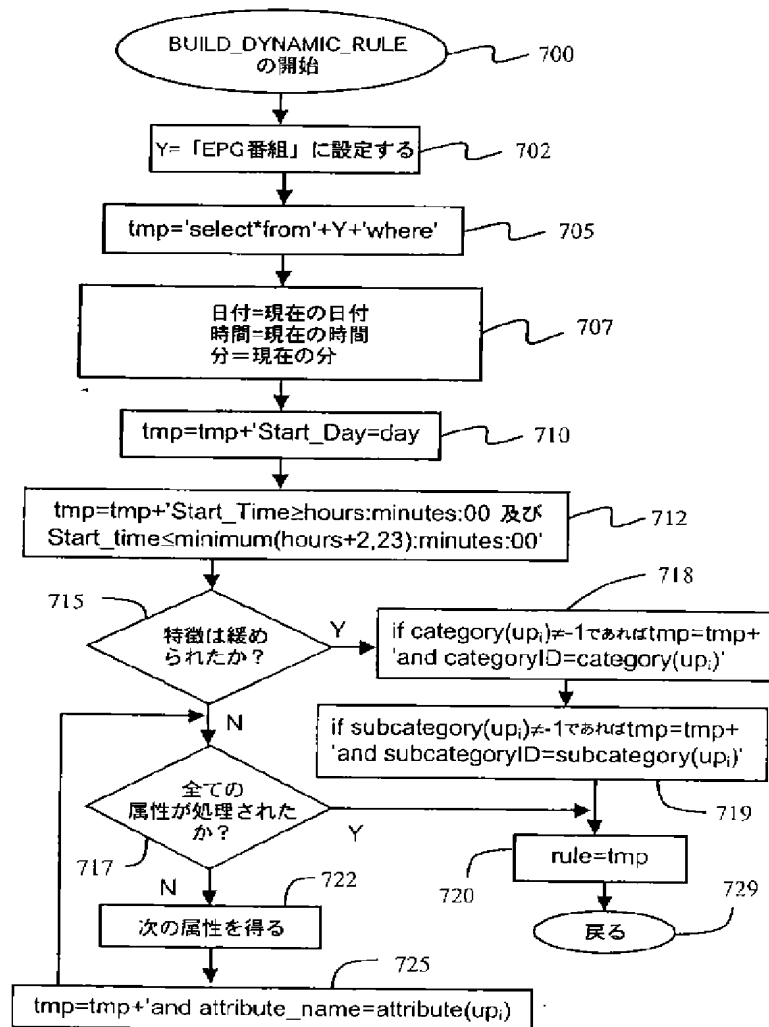 BUILD_DYNAMIC_RULE
の開始
700
Y=「EPG番組」に設定する
702
tmp='select*from'+Y+'where'
705
日付=現在の日付
時間=現在の時間
分=現在の分
707
tmp=tmp+'Start_Day=day
710
tmp=tmp+'Start_Time≥hours:minutes:00 及び
Start_time≤minimum(hours+2,23):minutes:00'
712
715
特徴は緩め
られたか?
Y
N
718
if category(upi)≠-1であればtmp=tmp+
'and categoryID=category(upi)'
if subcategory(upi)≠-1であればtmp=tmp+
'and subcategoryID=subcategory(upi)'
719
全ての
属性が処理された
か?
717
Y
N
rule=tmp
720
722
次の属性を得る
戻る
729
725
tmp=tmp+'and attribute_name=attribute(upi)